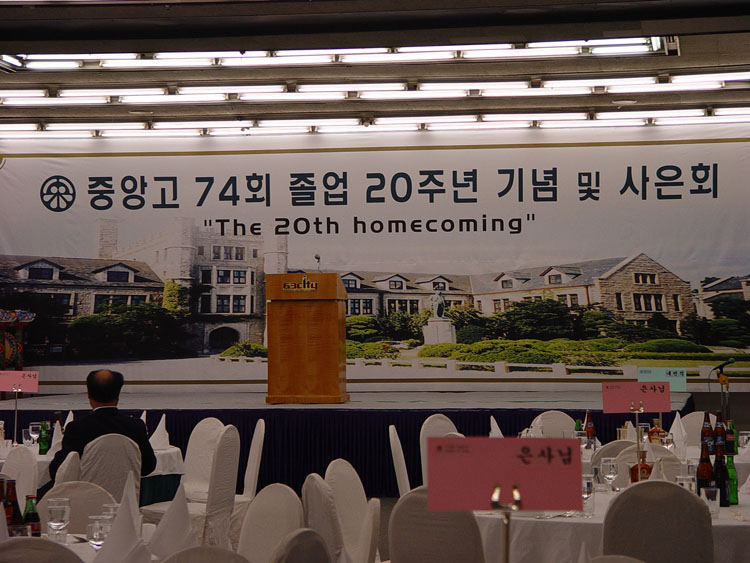 중앙고 74회 졸업 20주년 기념 및 사은회
"The 20th homecoming"
63city
은사님
은사님